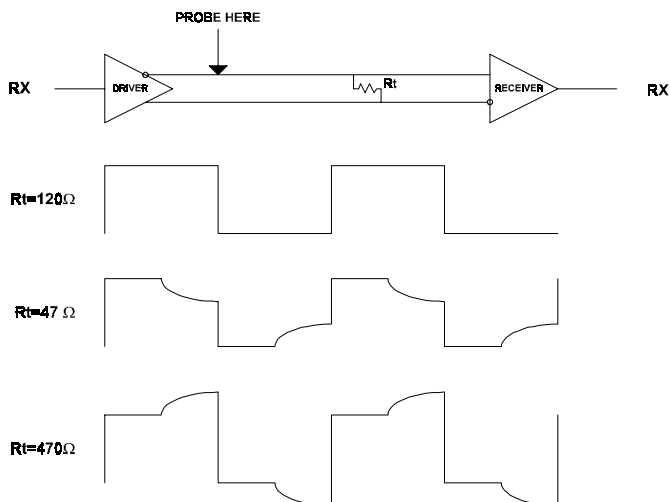 PROBE HERE
RX
DRIVER
Rt
RECEIVER
RX
Rt=120Ω
Rt=47 Ω
Rt=470Ω